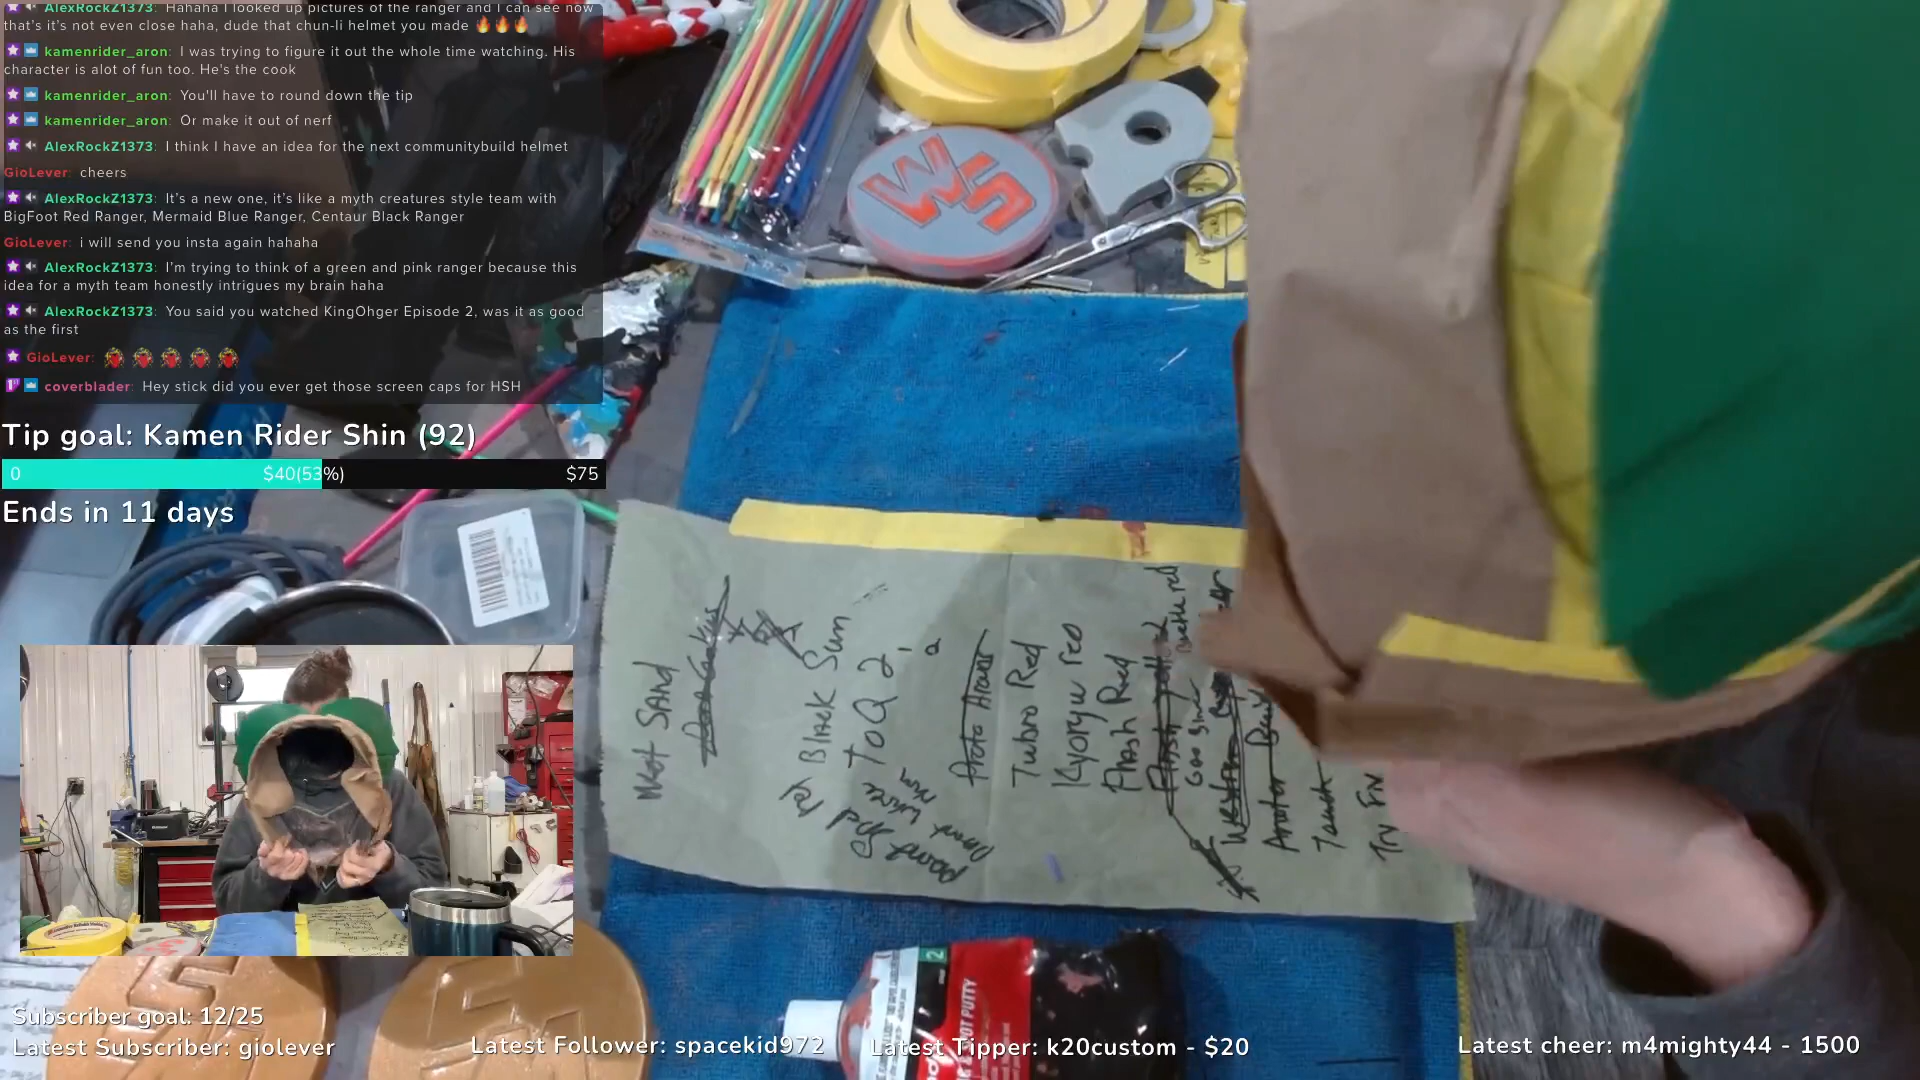 AlexRockZ1373: Hahaha I looked up pictures of the ranger and I can see now
that's it's not even close haha, dude that chun-li helmet you made 🔥🔥🔥
kamenrider_aron: I was trying to figure it out the whole time watching. His
character is alot of fun too. He's the cook
kamenrider_aron: You'll have to round down the tip
kamenrider_aron: Or make it out of nerf
AlexRockZ1373: I think I have an idea for the next communitybuild helmet
GioLever: cheers
AlexRockZ1373: It's a new one, it's like a myth creatures style team with
BigFoot Red Ranger, Mermaid Blue Ranger, Centaur Black Ranger
GioLever: i will send you insta again hahaha
AlexRockZ1373: I'm trying to think of a green and pink ranger because this
idea for a myth team honestly intrigues my brain haha
AlexRockZ1373: You said you watched KingOhger Episode 2, was it as good
as the first
GioLever:
coverblader: Hey stick did you ever get those screen caps for HSH
Tip goal: Kamen Rider Shin (92)
0 $40(53%) $75
Ends in 11 days
WS
Wet SAND
Black Sun
ToQ 2
Turbo Red
Kyoryu red
Flash Red
Try
2
SPOT PUTTY
Subscriber goal: 12/25
Latest Subscriber: giolever
Latest Follower: spacekid972
Latest Tipper: k20custom - $20
Latest cheer: m4mighty44 - 1500